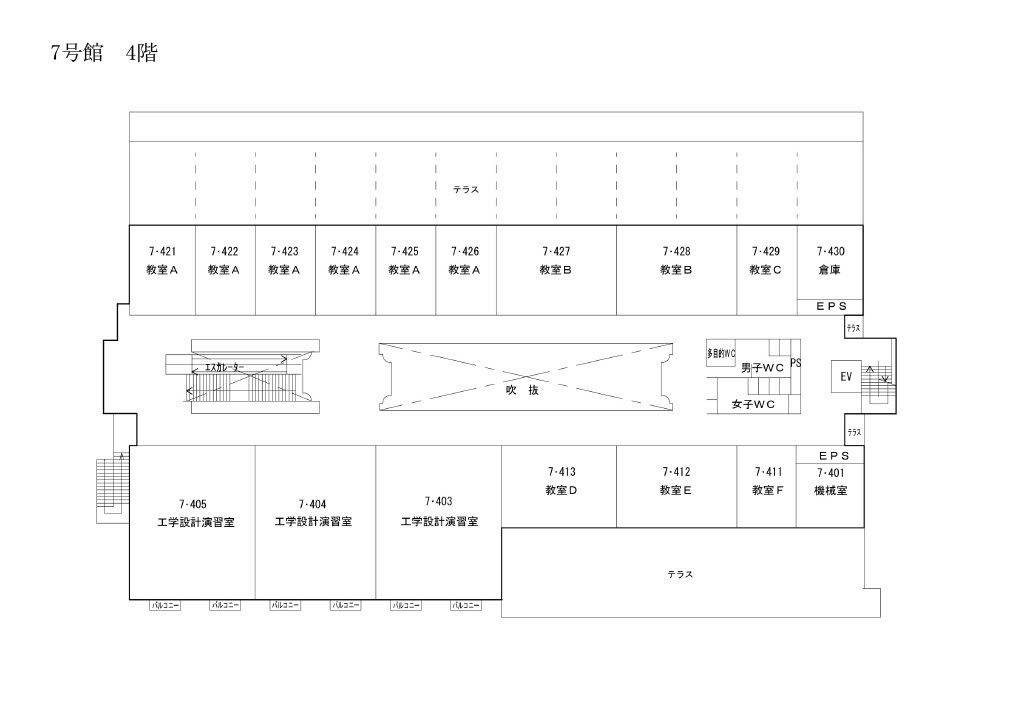 7号館　4階
テラス
7・421
教室A
7・422
教室A
7・423
教室A
7・424
教室A
7・425
教室A
7・426
教室A
7・427
教室B
7・428
教室B
7・429
教室C
7・430
倉庫
EPS
テラス
エスカレーター
吹　抜
多目的WC
男子WC
PS
女子WC
EV
テラス
EPS
7・413
教室D
7・412
教室E
7・411
教室F
7・401
機械室
7・405
工学設計演習室
7・404
工学設計演習室
7・403
工学設計演習室
テラス
バルコニー
バルコニー
バルコニー
バルコニー
バルコニー
バルコニー